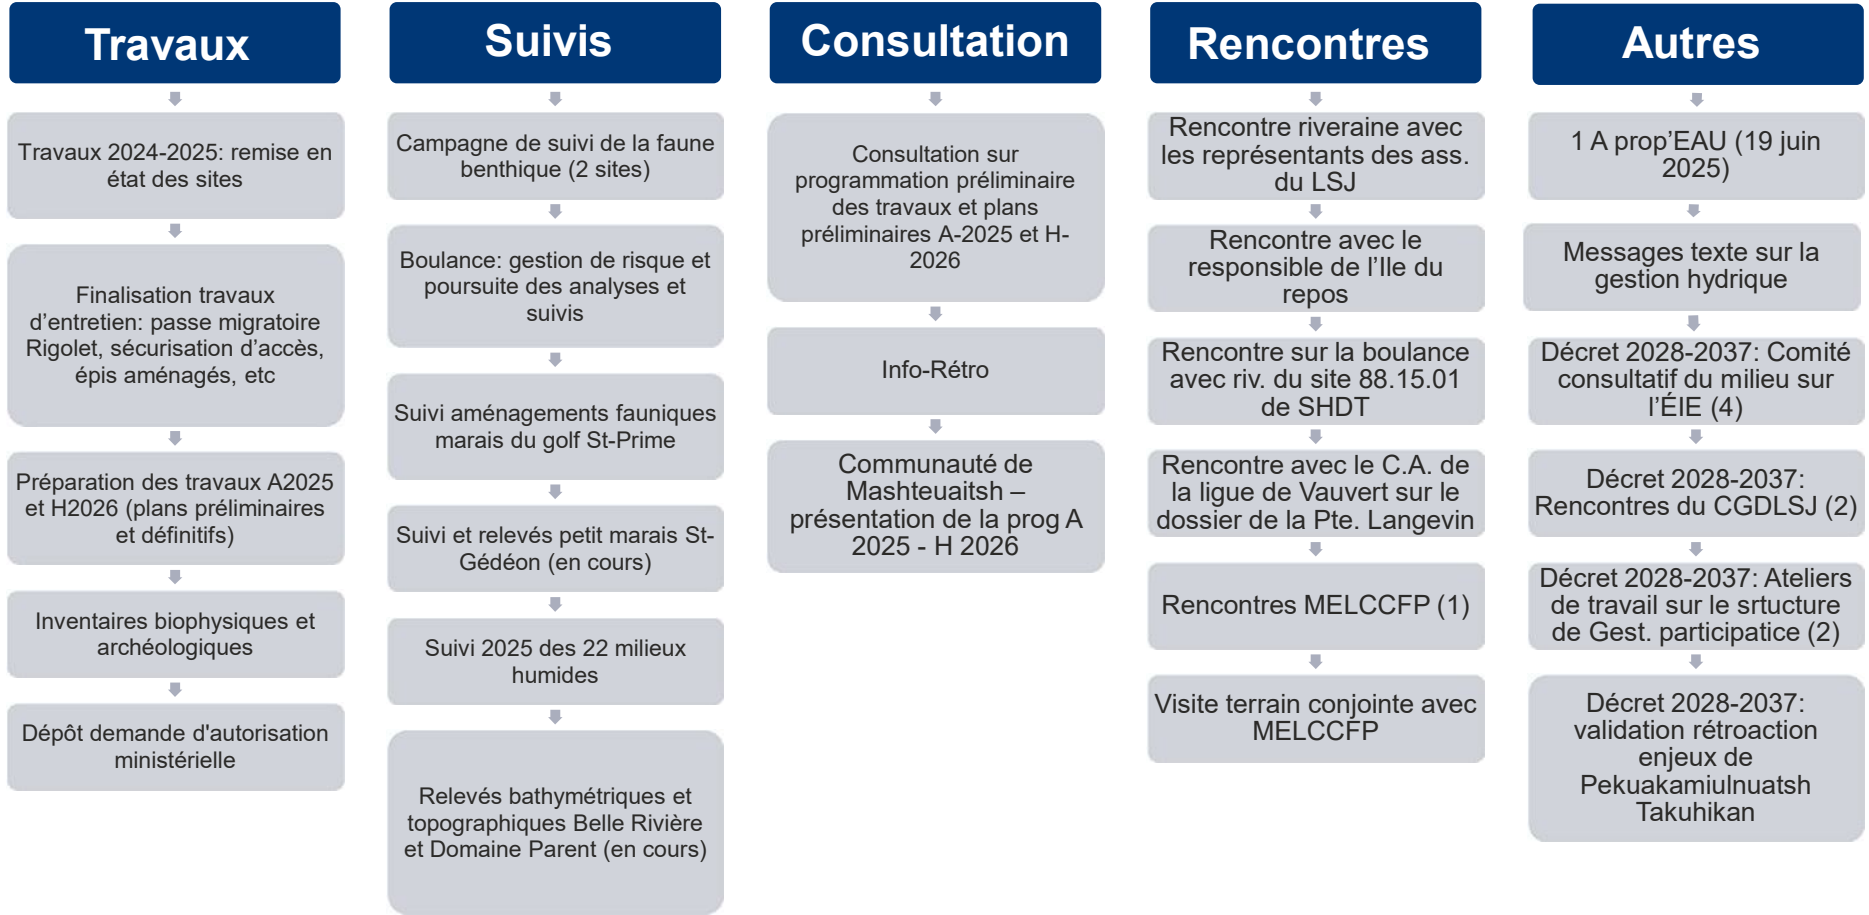 Travaux
Travaux 2024-2025: remise en
état des sites
Finalisation travaux
d’entretien: passe migratoire
Rigolet, sécurisation d’accès,
épis aménagés, etc
Préparation des travaux A2025
et H2026 (plans préliminaires
et définitifs)
Inventaires biophysiques et
archéologiques
Dépôt demande d'autorisation
ministérielle
Suivis
Campagne de suivi de la faune
benthique (2 sites)
Boulance: gestion de risque et
poursuite des analyses et
suivis
Suivi aménagements fauniques
marais du golf St-Prime
Suivi et relevés petit marais St-
Gédéon (en cours)
Suivi 2025 des 22 milieux
humides
Relevés bathymétriques et
topographiques Belle Rivière
et Domaine Parent (en cours)
Consultation
Consultation sur
programmation préliminaire
des travaux et plans
préliminaires A-2025 et H-
2026
Info-Rétro
Communauté de
Mashteuaitsh –
présentation de la prog A
2025 - H 2026
Rencontres
Rencontre riveraine avec
les représentants des ass.
du LSJ
Rencontre avec le
responsable de l’Ile du
repos
Rencontre sur la boulance
avec riv. du site 88.15.01
de SHDT
Rencontre avec le C.A. de
la ligue de Vauvert sur le
dossier de la Pte. Langevin
Rencontres MELCCFP (1)
Visite terrain conjointe avec
MELCCFP
Autres
1 A prop’EAU (19 juin
2025)
Messages texte sur la
gestion hydrique
Décret 2028-2037: Comité
consultatif du milieu sur
l’ÉIE (4)
Décret 2028-2037:
Rencontres du CGDLSJ (2)
Décret 2028-2037: Ateliers
de travail sur le srtucture
de Gest. participatice (2)
Décret 2028-2037:
validation rétroaction
enjeux de
Pekuakamiulnuatsh
Takuhikan